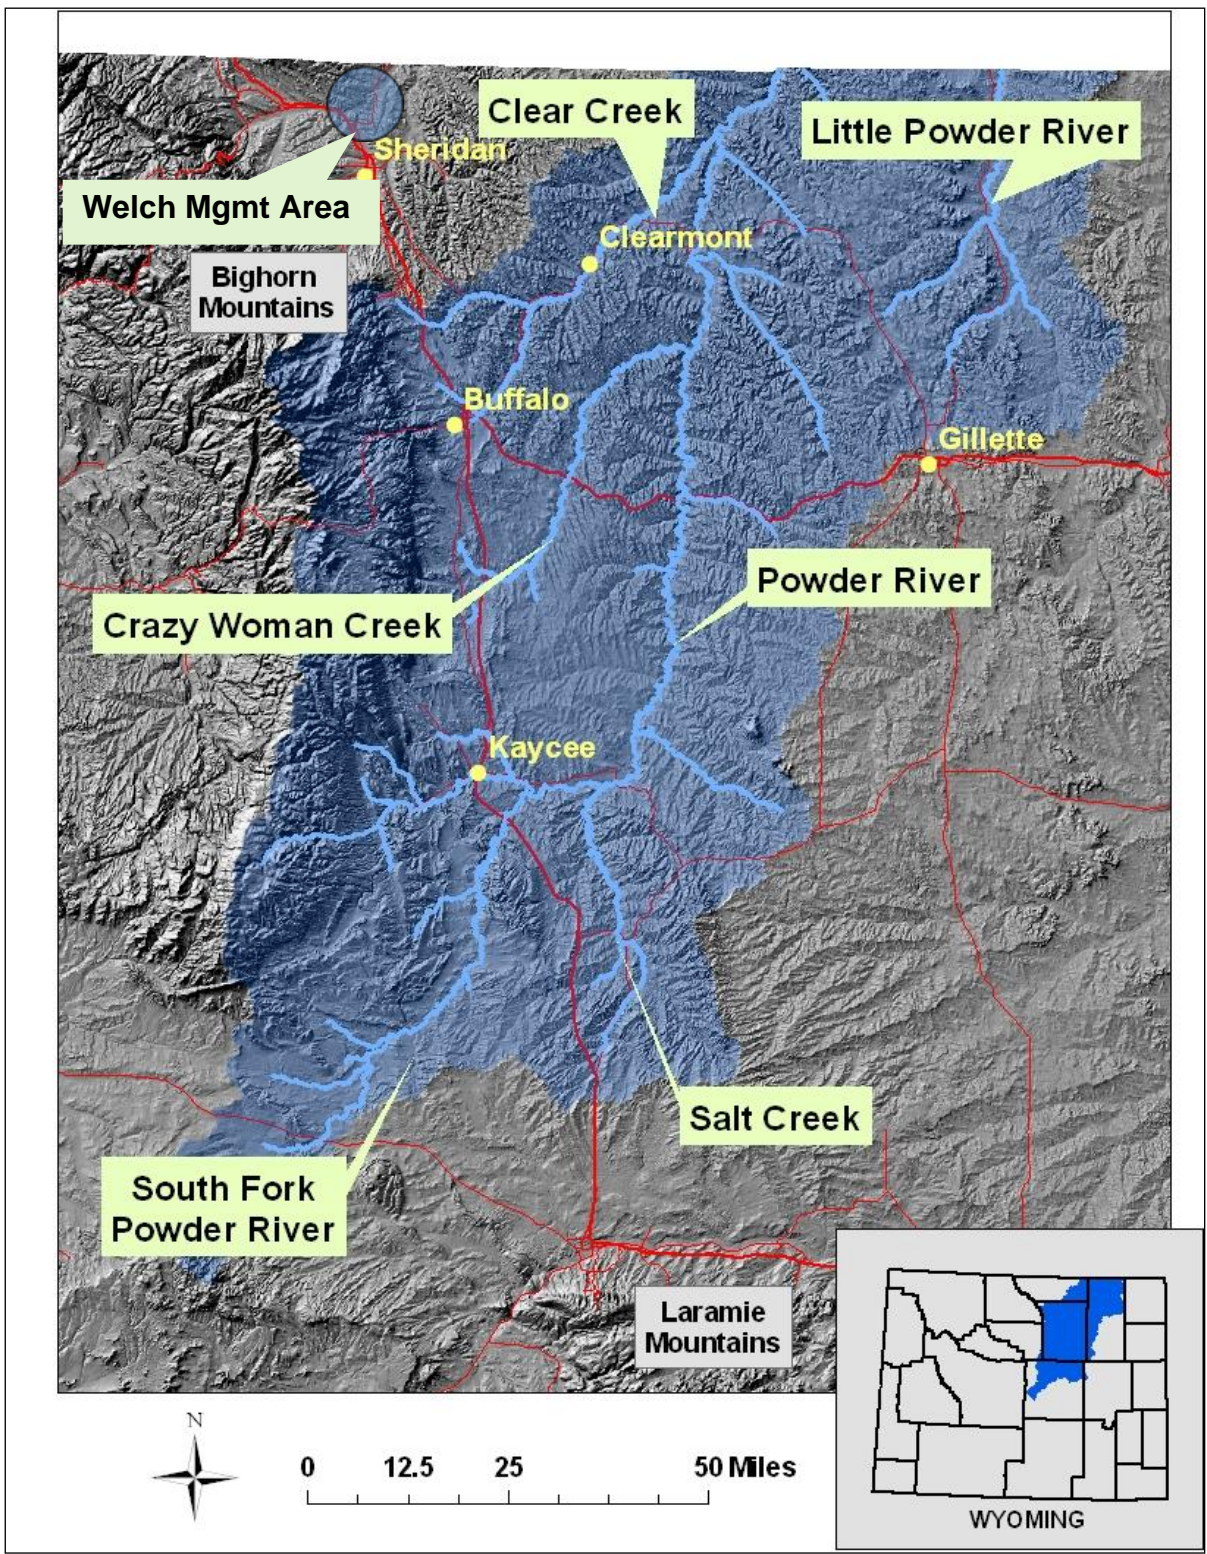 Clear Creek
Little Powder River
Sheridan
Welch Mgmt Area
Clearmont
Bighorn
Mountains
Buffalo
Gillette
Powder River
Crazy Woman Creek
Kaycee
Salt Creek
South Fork
Powder River
Laramie
Mountains
N
0 12.5 25 50 Miles
WYOMING